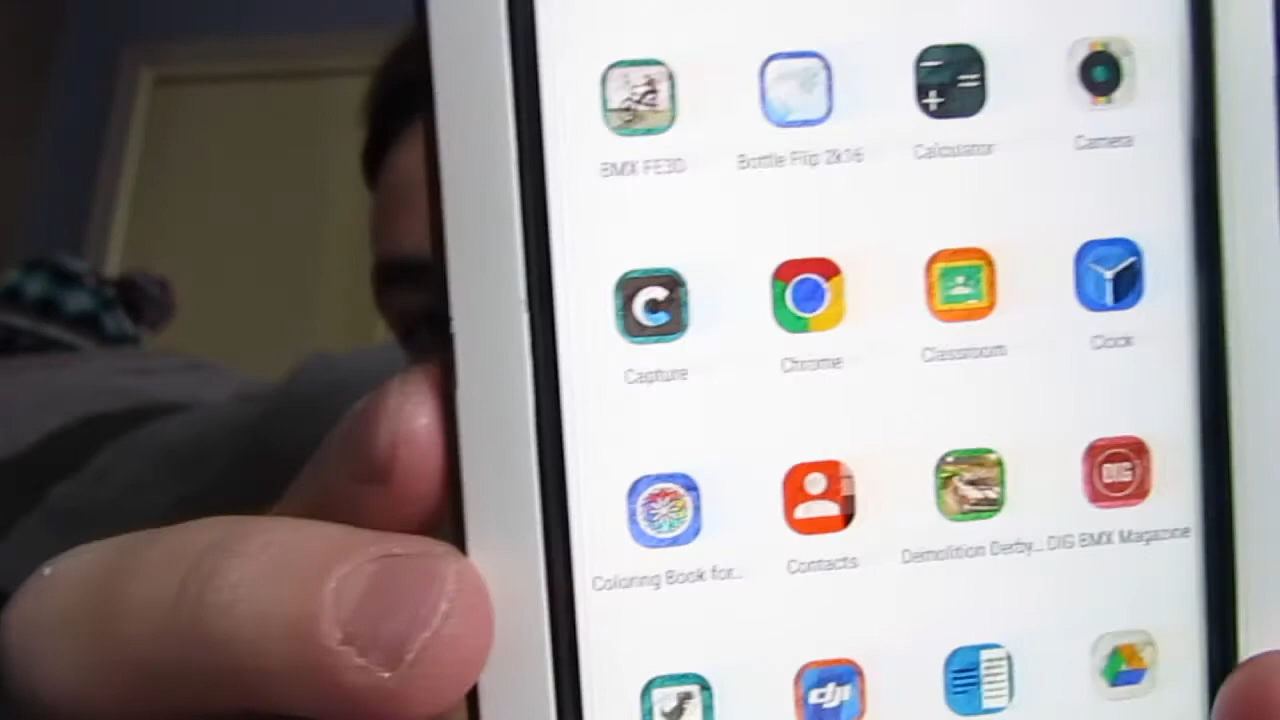 BMX FE3D Bottle Flip 2k16 Calculator Camera
C
Capture Chrome Classroom Clock
DIG
Coloring Book for... Contacts Demolition Derby... DIG BMX Magazine
dji